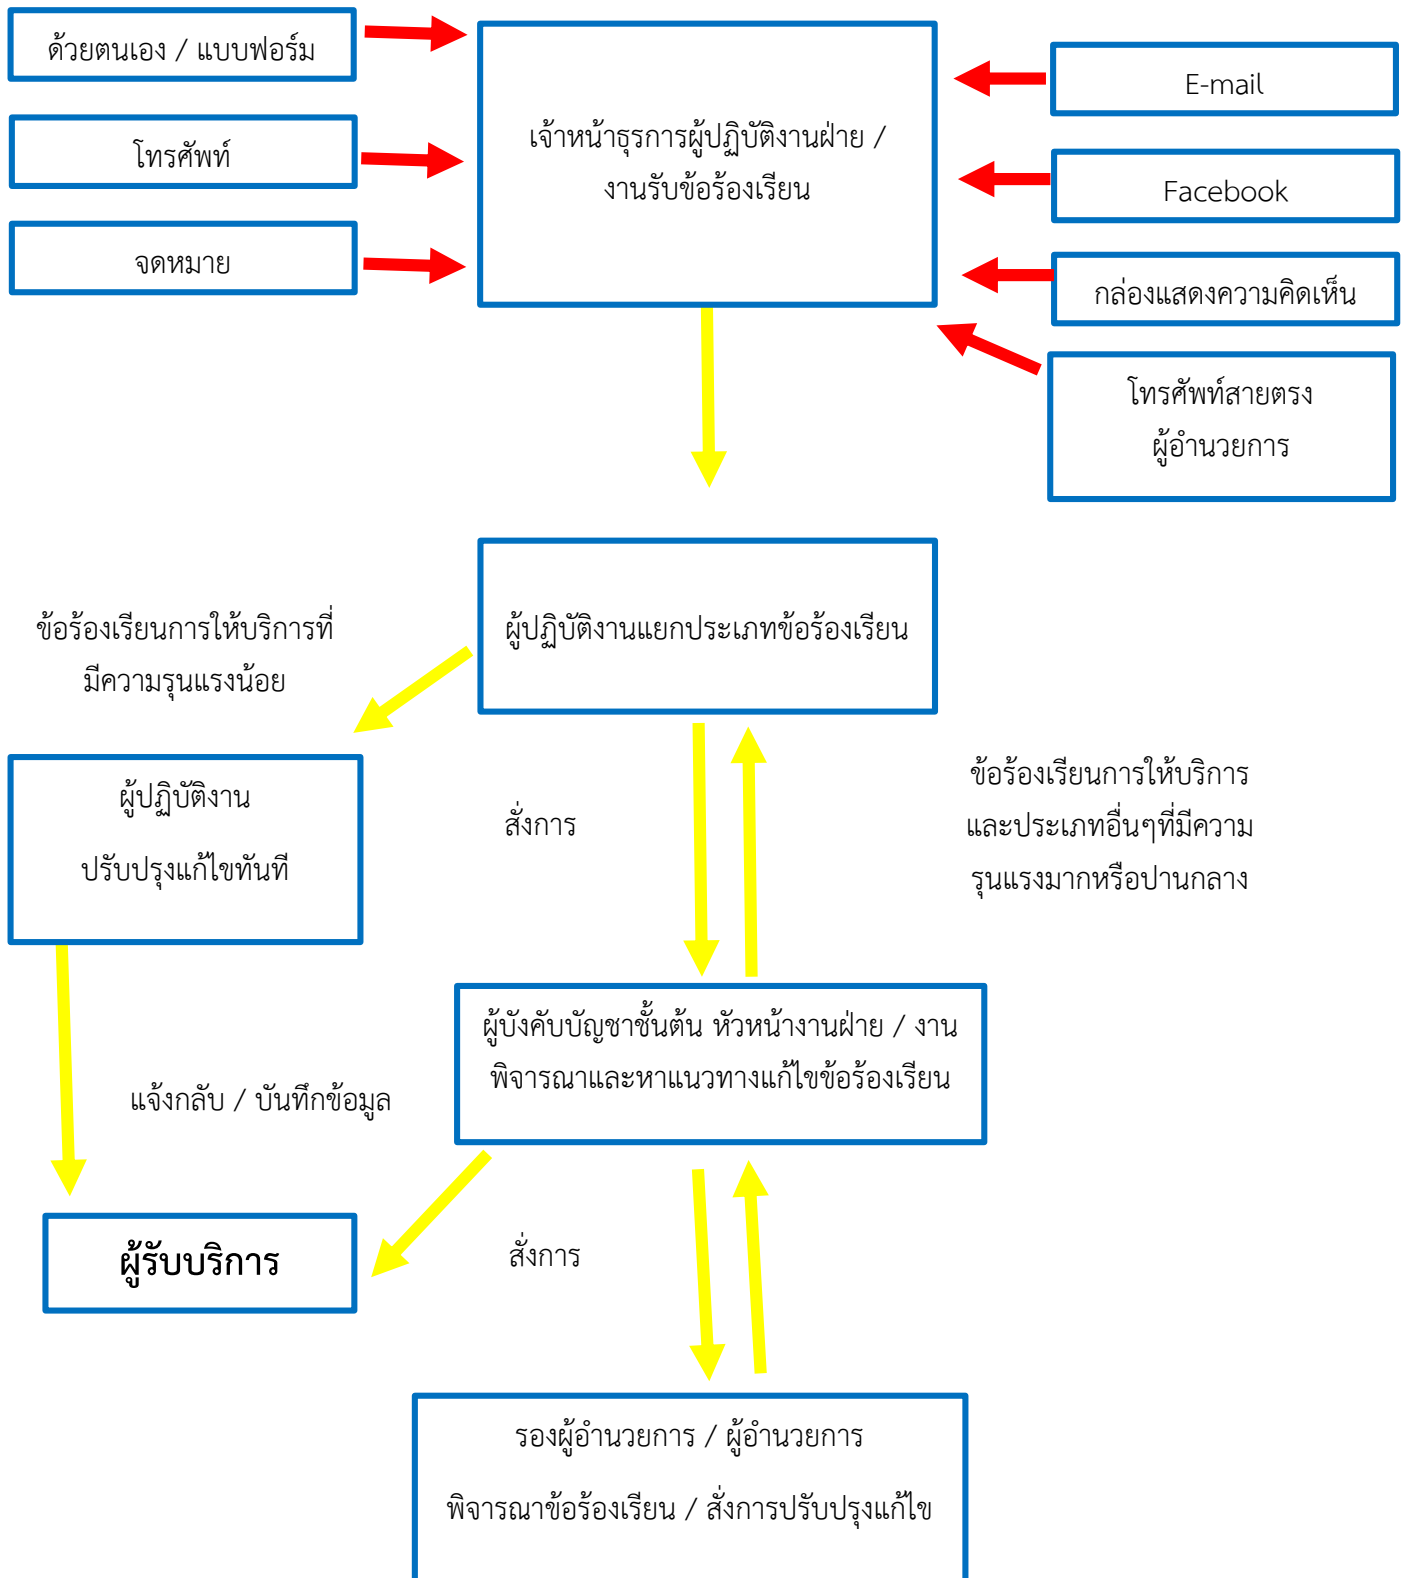 ด้วยตนเอง / แบบฟอร์ม
โทรศัพท์
จดหมาย
เจ้าหน้าธุรการผู้ปฏิบัติงานฝ่าย /
งานรับข้อร้องเรียน
E-mail
Facebook
กล่องแสดงความคิดเห็น
โทรศัพท์สายตรง
ผู้อำนวยการ
ผู้ปฏิบัติงานแยกประเภทข้อร้องเรียน
ข้อร้องเรียนการให้บริการที่
มีความรุนแรงน้อย
ผู้ปฏิบัติงาน
ปรับปรุงแก้ไขทันที
สั่งการ
ข้อร้องเรียนการให้บริการ
และประเภทอื่นๆที่มีความ
รุนแรงมากหรือปานกลาง
ผู้บังคับบัญชาชั้นต้น หัวหน้างานฝ่าย / งาน
พิจารณาและหาแนวทางแก้ไขข้อร้องเรียน
แจ้งกลับ / บันทึกข้อมูล
ผู้รับบริการ
สั่งการ
รองผู้อำนวยการ / ผู้อำนวยการ
พิจารณาข้อร้องเรียน / สั่งการปรับปรุงแก้ไข